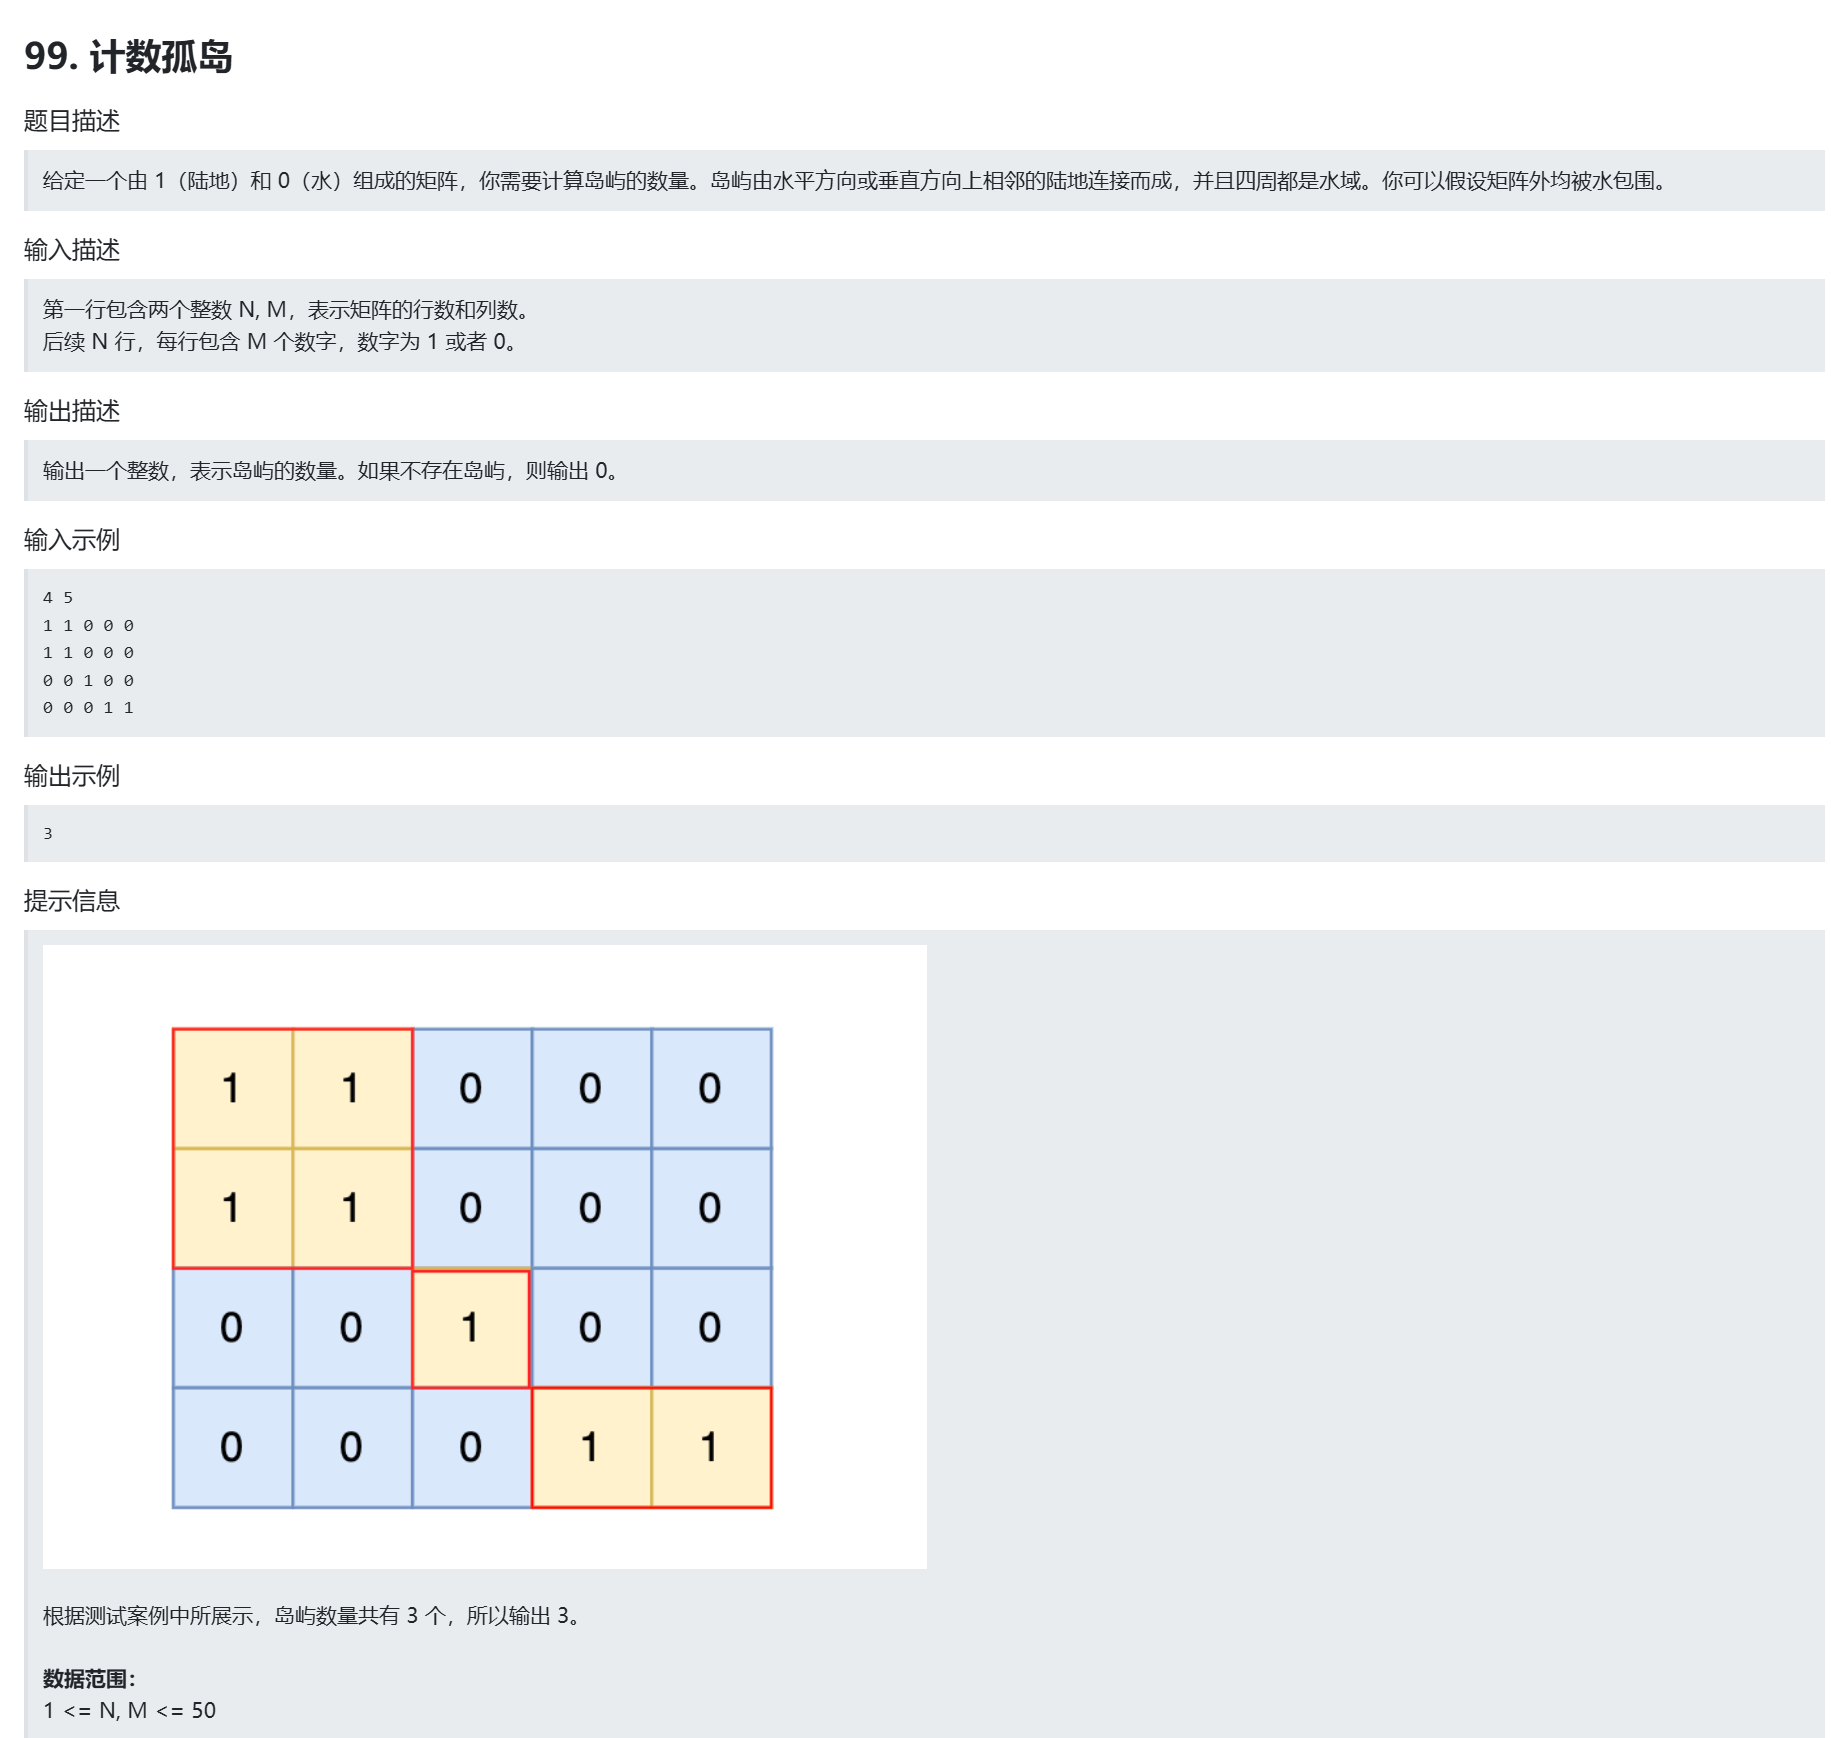 99. 计数孤岛
题目描述
给定一个由 1（陆地）和 0（水）组成的矩阵，你需要计算岛屿的数量。岛屿由水平方向或垂直方向上相邻的陆地连接而成，并且四周都是水域。你可以假设矩阵外均被水包围。
输入描述
第一行包含两个整数 N, M，表示矩阵的行数和列数。
后续 N 行，每行包含 M 个数字，数字为 1 或者 0。
输出描述
输出一个整数，表示岛屿的数量。如果不存在岛屿，则输出 0。
输入示例
4 5
1 1 0 0 0
1 1 0 0 0
0 0 1 0 0
0 0 0 1 1
输出示例
3
提示信息
1 1 0 0 0
1 1 0 0 0
0 0 1 0 0
0 0 0 1 1
根据测试案例中所展示，岛屿数量共有 3 个，所以输出 3。
数据范围：
1 <= N, M <= 50